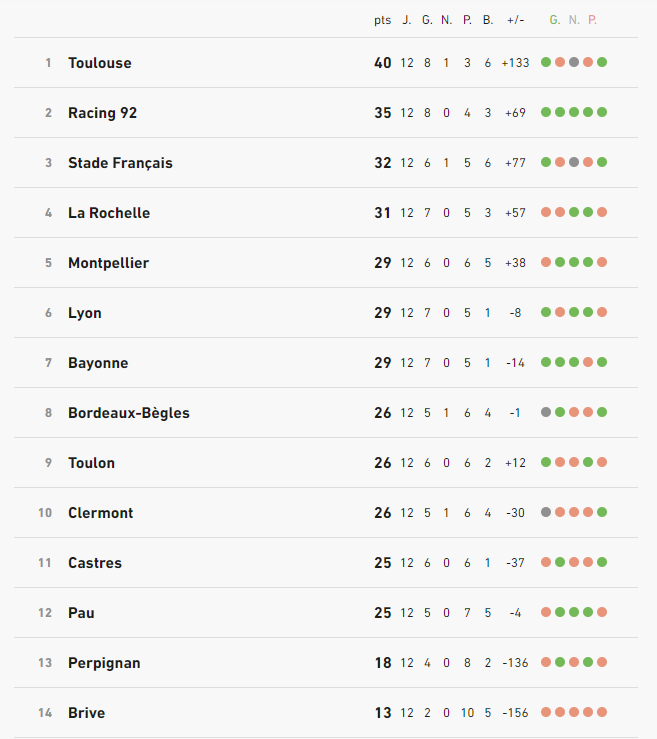 pts J. G. N. P. B. +/- G. N. P.
1 Toulouse 40 12 8 1 3 6 +133
2 Racing 92 35 12 8 0 4 3 +69
3 Stade Français 32 12 6 1 5 6 +77
4 La Rochelle 31 12 7 0 5 3 +57
5 Montpellier 29 12 6 0 6 5 +38
6 Lyon 29 12 7 0 5 1 -8
7 Bayonne 29 12 7 0 5 1 -14
8 Bordeaux-Bègles 26 12 5 1 6 4 -1
9 Toulon 26 12 6 0 6 2 +12
10 Clermont 26 12 5 1 6 4 -30
11 Castres 25 12 6 0 6 1 -37
12 Pau 25 12 5 0 7 5 -4
13 Perpignan 18 12 4 0 8 2 -136
14 Brive 13 12 2 0 10 5 -156